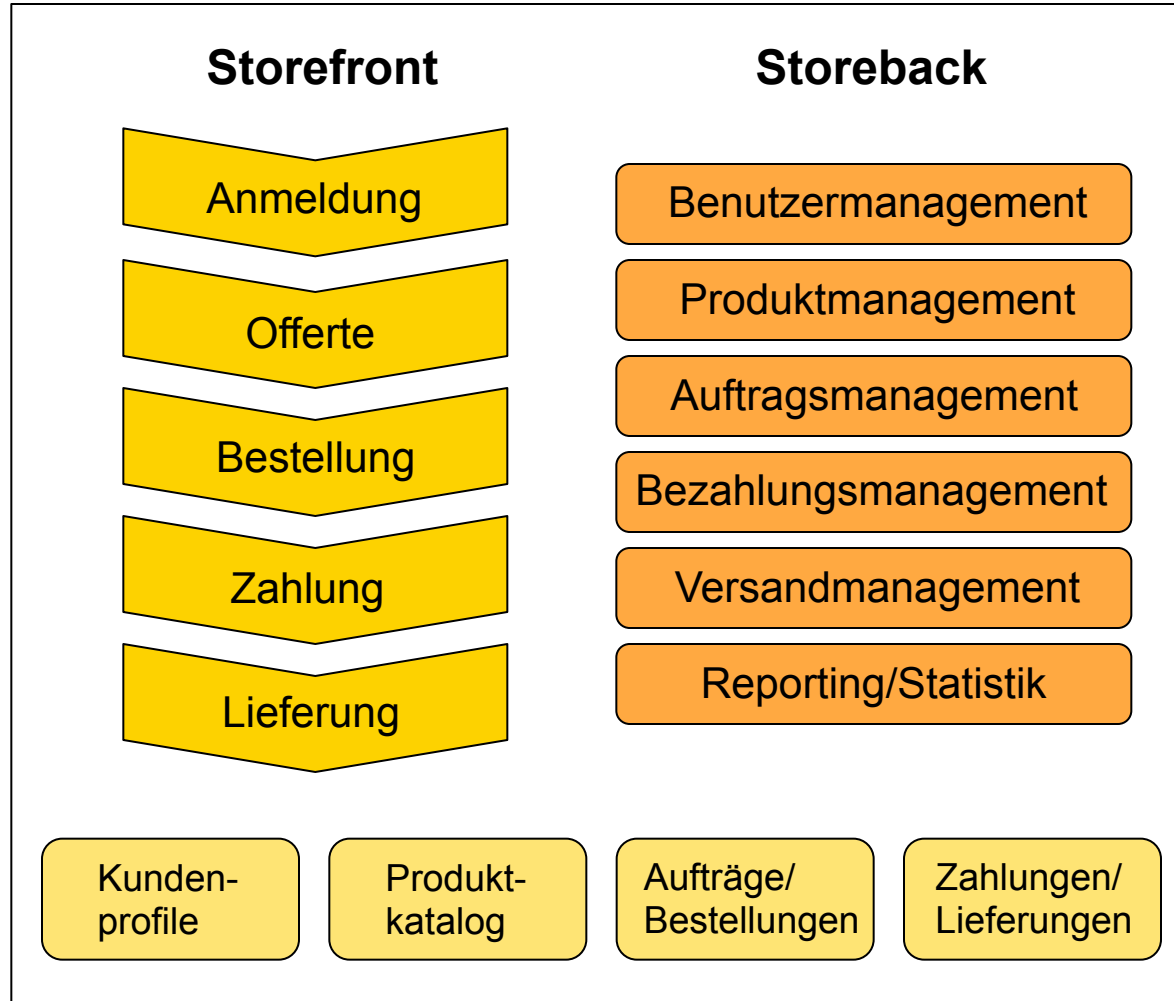 Storefront
Anmeldung
Offerte
Bestellung
Zahlung
Lieferung
Storeback
Benutzermanagement
Produktmanagement
Auftragsmanagement
Bezahlungsmanagement
Versandmanagement
Reporting/Statistik
Kunden-
profile
Produkt-
katalog
Aufträge/
Bestellungen
Zahlungen/
Lieferungen